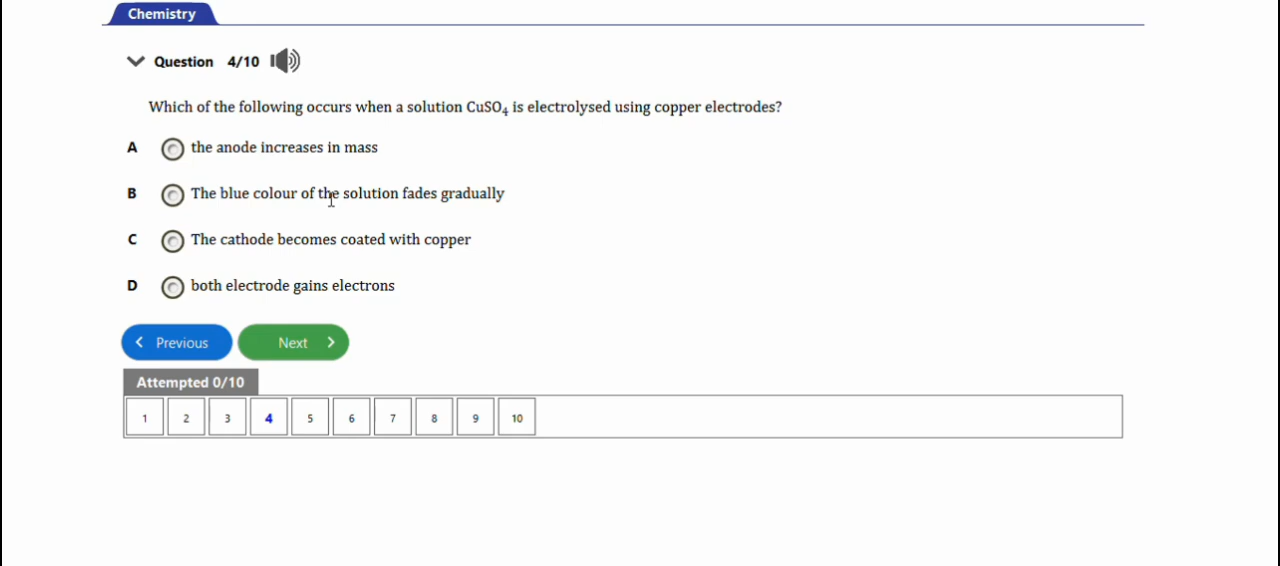 Chemistry
Question 4/10
Which of the following occurs when a solution CuSO₄ is electrolysed using copper electrodes?
A the anode increases in mass
B The blue colour of the solution fades gradually
C The cathode becomes coated with copper
D both electrode gains electrons
Previous Next
Attempted 0/10
1 2 3 4 5 6 7 8 9 10